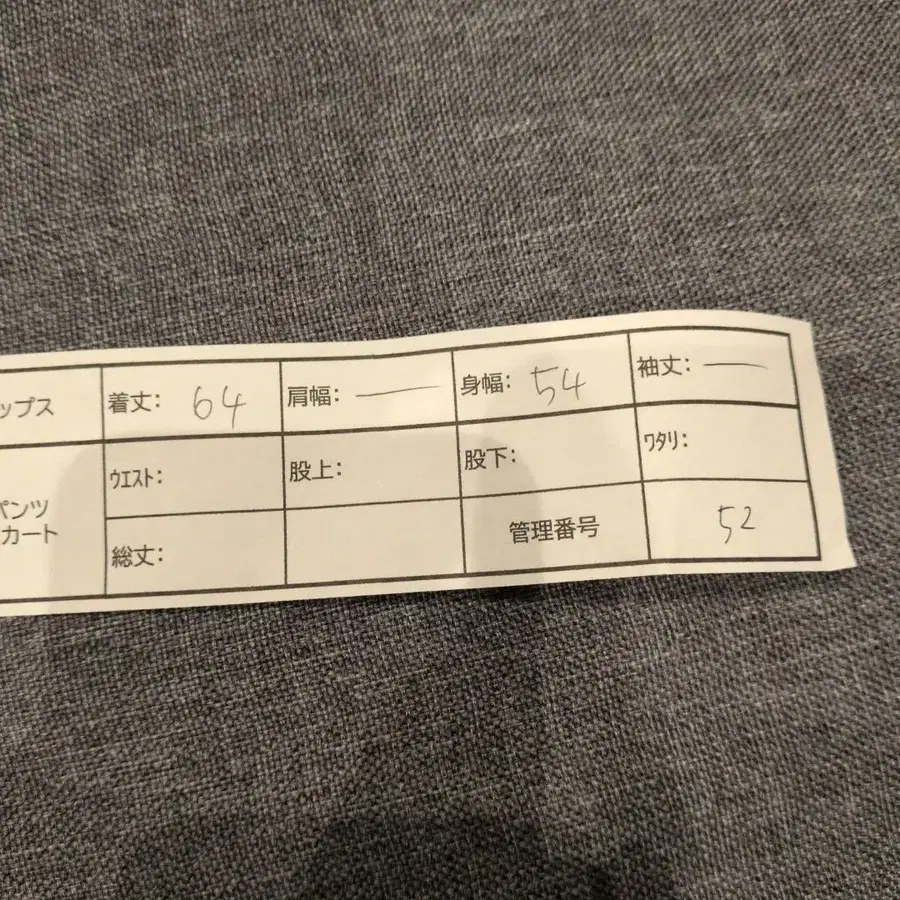 ップス 着丈: 64 肩幅: — 身幅: 54 袖丈: —
パンツ ウエスト: 股上: 股下: ワタリ:
カート 総丈: 管理番号 52